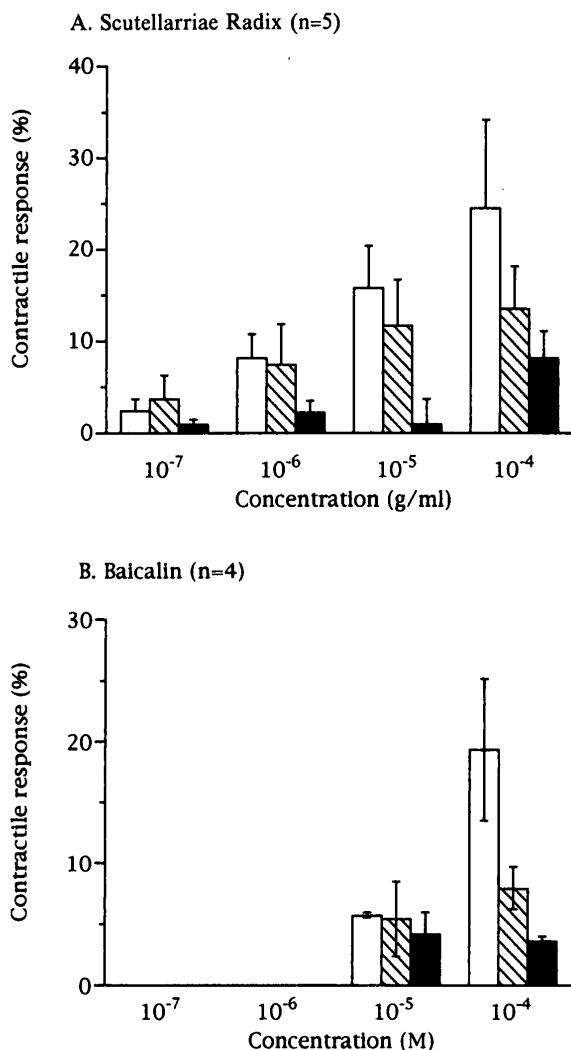 A. Scutellarriae Radix (n=5)
Contractile response (%)
40
30
20
10
0
10⁻⁷ 10⁻⁶ 10⁻⁵ 10⁻⁴
Concentration (g/ml)
B. Baicalin (n=4)
Contractile response (%)
30
20
10
0
10⁻⁷ 10⁻⁶ 10⁻⁵ 10⁻⁴
Concentration (M)